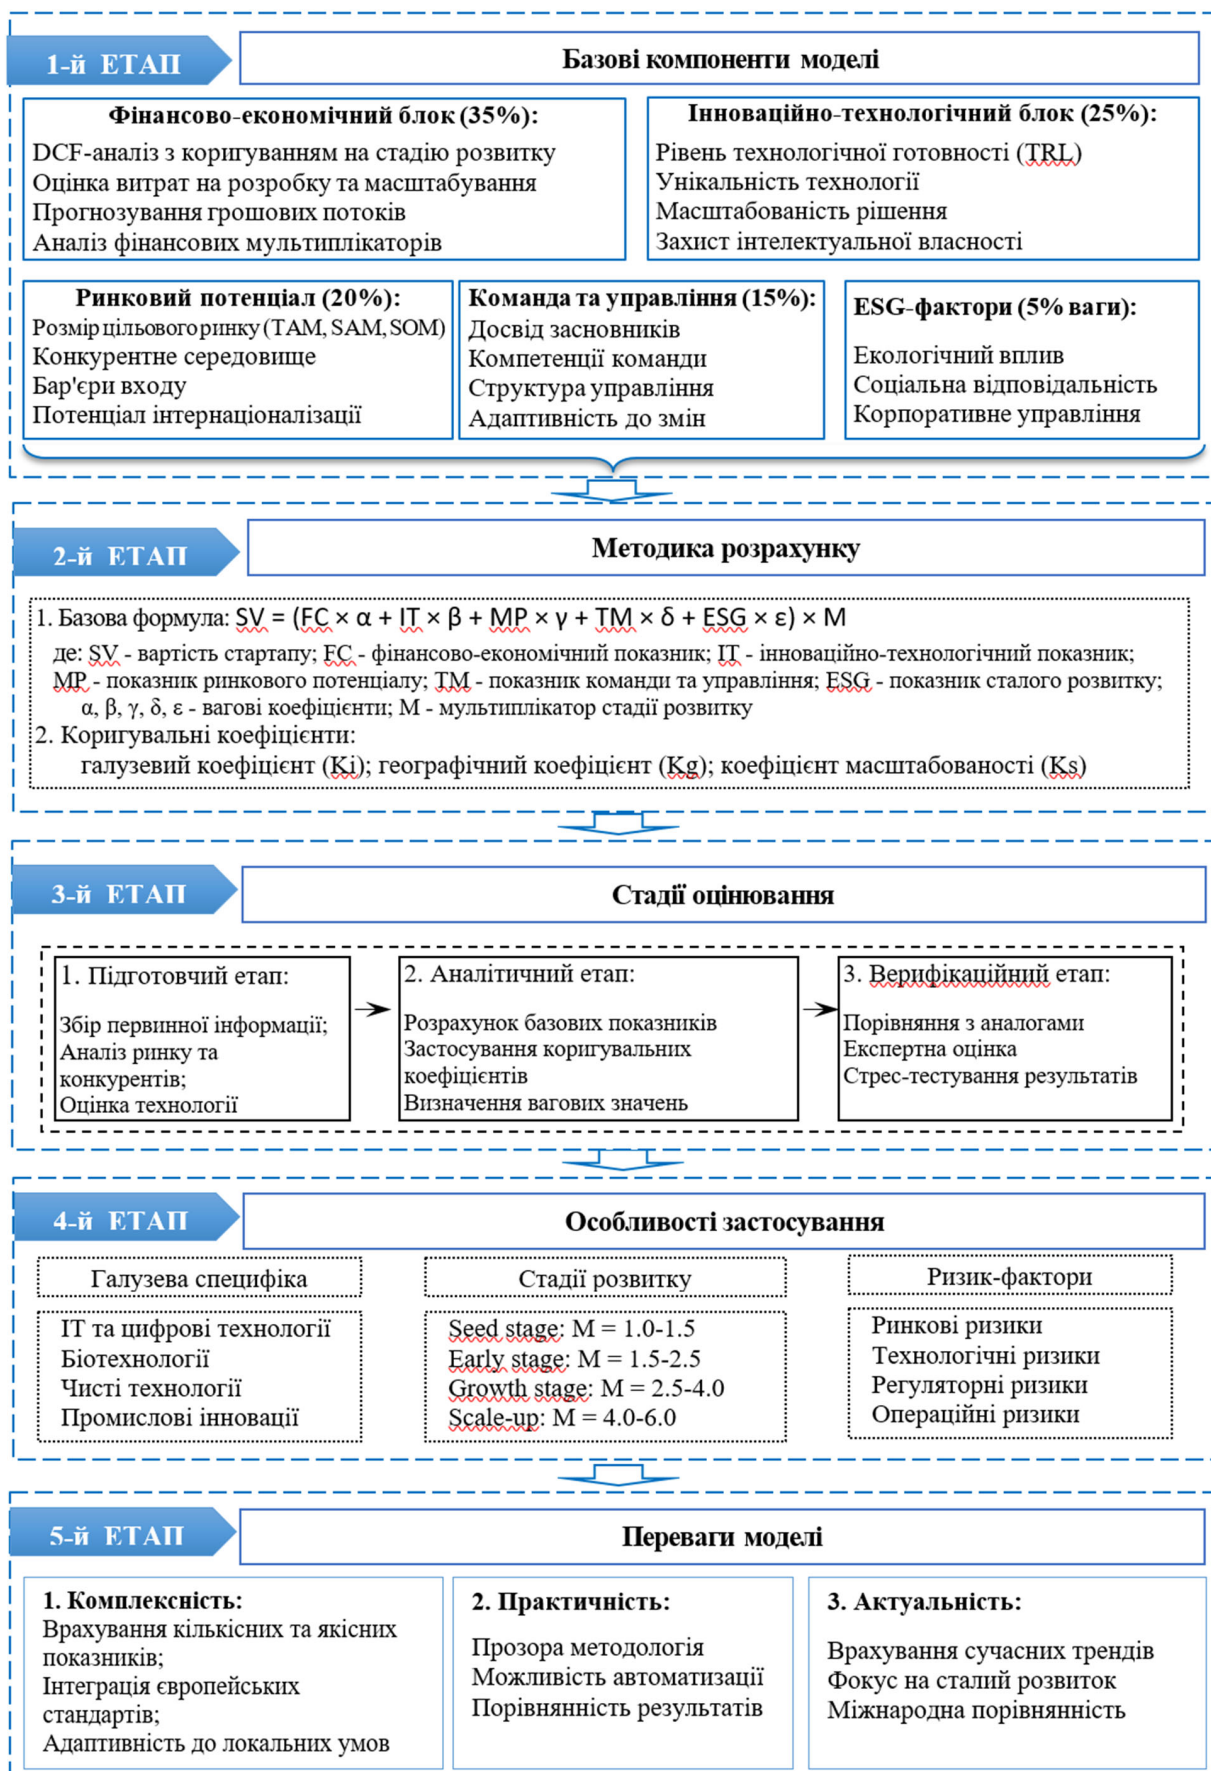 1-й ЕТАП
Базові компоненти моделі
Фінансово-економічний блок (35%):
DCF-аналіз з коригуванням на стадію розвитку
Оцінка витрат на розробку та масштабування
Прогнозування грошових потоків
Аналіз фінансових мультиплікаторів
Інноваційно-технологічний блок (25%):
Рівень технологічної готовності (TRL)
Унікальність технології
Масштабованість рішення
Захист інтелектуальної власності
Ринковий потенціал (20%):
Розмір цільового ринку (TAM, SAM, SOM)
Конкурентне середовище
Бар'єри входу
Потенціал інтернаціоналізації
Команда та управління (15%):
Досвід засновників
Компетенції команди
Структура управління
Адаптивність до змін
ESG-фактори (5% ваги):
Екологічний вплив
Соціальна відповідальність
Корпоративне управління
2-й ЕТАП
Методика розрахунку
1. Базова формула: SV = (FC × α + IT × β + MP × γ + TM × δ + ESG × ε) × M
де: SV - вартість стартапу; FC - фінансово-економічний показник; IT - інноваційно-технологічний показник;
MP - показник ринкового потенціалу; TM - показник команди та управління; ESG - показник сталого розвитку;
α, β, γ, δ, ε - вагові коефіцієнти; M - мультиплікатор стадії розвитку
2. Коригувальні коефіцієнти:
галузевий коефіцієнт (Ki); географічний коефіцієнт (Kg); коефіцієнт масштабованості (Ks)
3-й ЕТАП
Стадії оцінювання
1. Підготовчий етап:
Збір первинної інформації;
Аналіз ринку та
конкурентів;
Оцінка технології
2. Аналітичний етап:
Розрахунок базових показників
Застосування коригувальних
коефіцієнтів
Визначення вагових значень
3. Верифікаційний етап:
Порівняння з аналогами
Експертна оцінка
Стрес-тестування результатів
4-й ЕТАП
Особливості застосування
Галузева специфіка
ІТ та цифрові технології
Біотехнології
Чисті технології
Промислові інновації
Стадії розвитку
Seed stage: M = 1.0-1.5
Early stage: M = 1.5-2.5
Growth stage: M = 2.5-4.0
Scale-up: M = 4.0-6.0
Ризик-фактори
Ринкові ризики
Технологічні ризики
Регуляторні ризики
Операційні ризики
5-й ЕТАП
Переваги моделі
1. Комплексність:
Врахування кількісних та якісних
показників;
Інтеграція європейських
стандартів;
Адаптивність до локальних умов
2. Практичність:
Прозора методологія
Можливість автоматизації
Порівнянність результатів
3. Актуальність:
Врахування сучасних трендів
Фокус на сталий розвиток
Міжнародна порівнянність